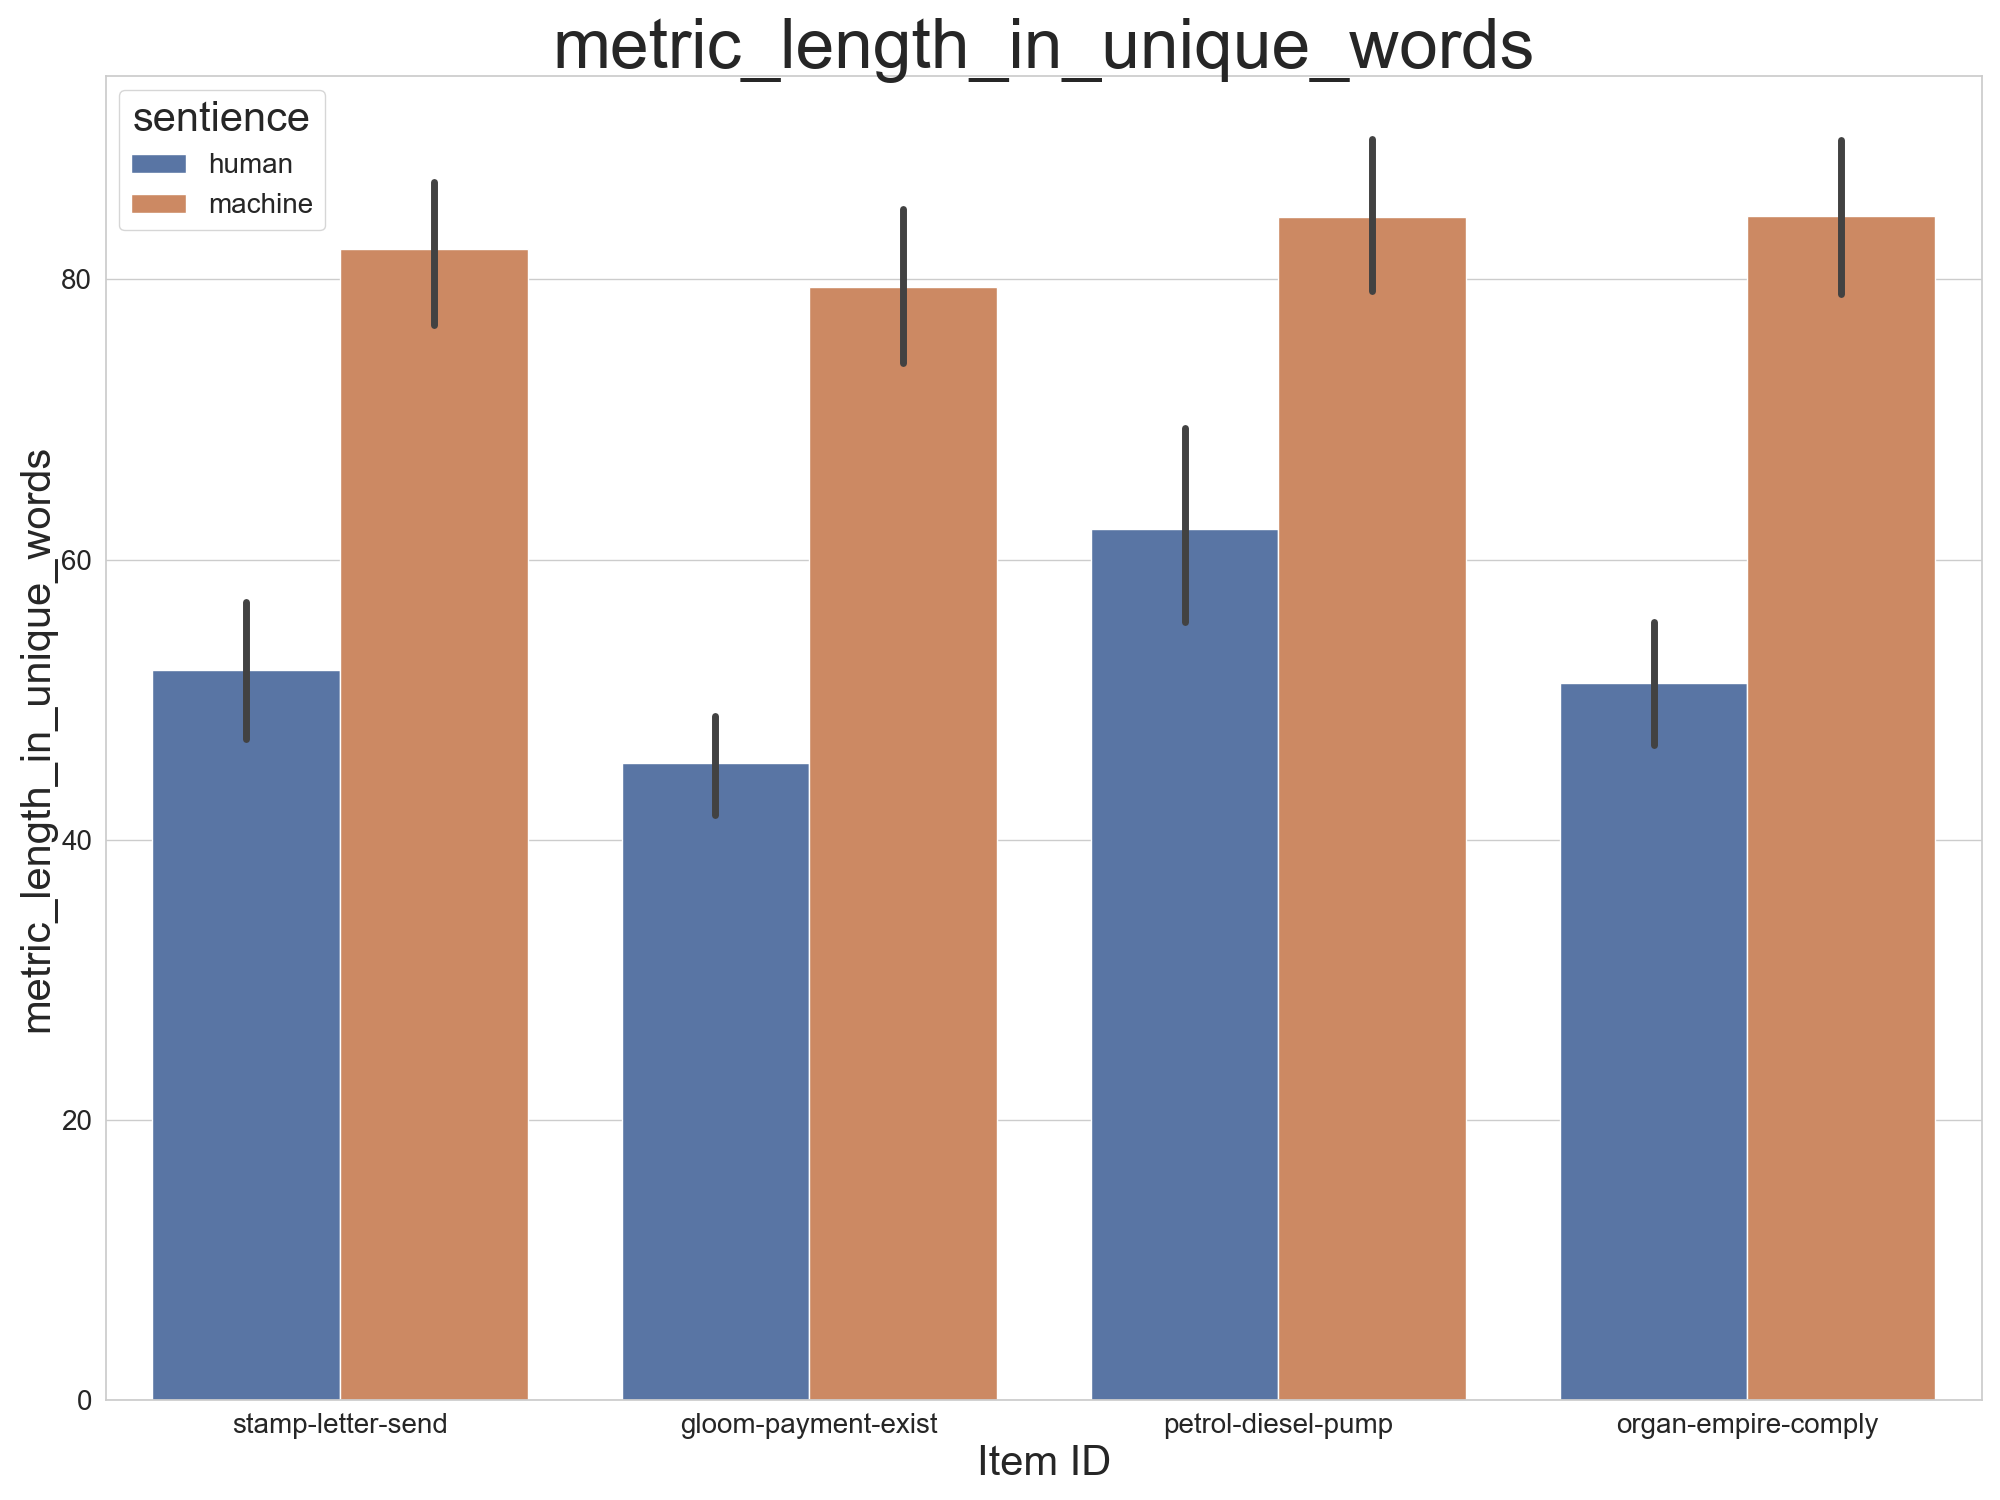 metric_length_in_unique_words
sentience
human
machine
metric_length_in_unique_words
80
60
40
20
0
stamp-letter-send
gloom-payment-exist
petrol-diesel-pump
organ-empire-comply
Item ID